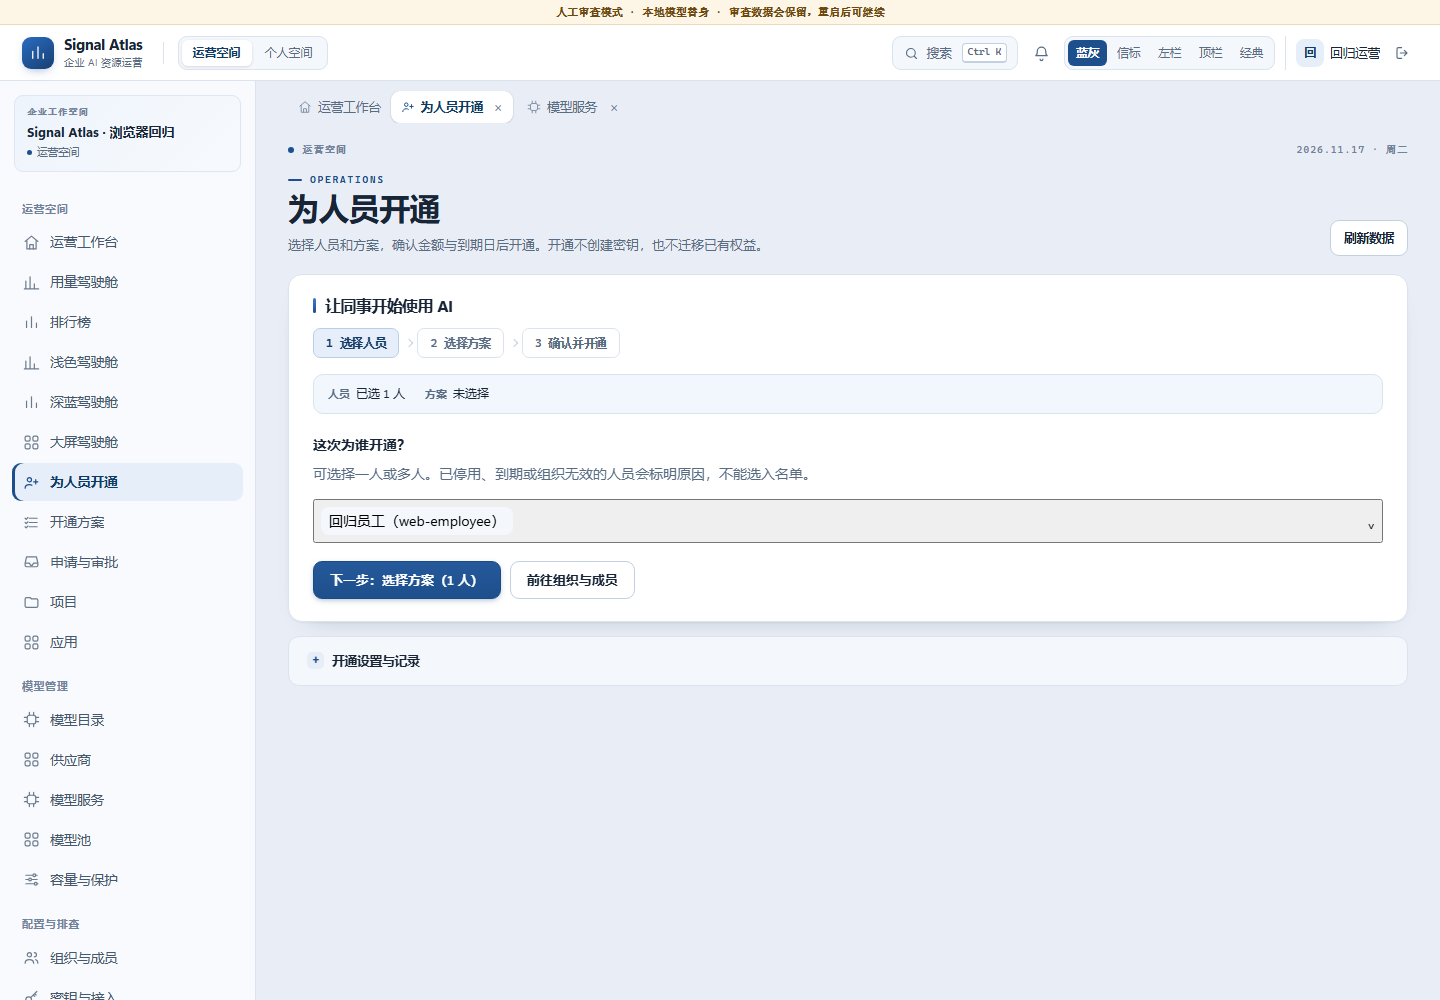 人工审查模式 · 本地模型替身 · 审查数据会保留，重启后可继续
Signal Atlas
企业 AI 资源运营
运营空间 个人空间
搜索 Ctrl K
蓝灰 信标 左栏 顶栏 经典
回 回归运营
企业工作空间
Signal Atlas · 浏览器回归
运营空间
运营空间
运营工作台
用量驾驶舱
排行榜
浅色驾驶舱
深蓝驾驶舱
大屏驾驶舱
为人员开通
开通方案
申请与审批
项目
应用
模型管理
模型目录
供应商
模型服务
模型池
容量与保护
配置与排查
组织与成员
密钥与接入
运营工作台 为人员开通 × 模型服务 ×
运营空间
2026.11.17 · 周二
OPERATIONS
为人员开通
选择人员和方案，确认金额与到期日后开通。开通不创建密钥，也不迁移已有权益。
刷新数据
让同事开始使用 AI
1 选择人员 › 2 选择方案 › 3 确认并开通
人员 已选 1 人 方案 未选择
这次为谁开通？
可选择一人或多人。已停用、到期或组织无效的人员会标明原因，不能选入名单。
回归员工（web-employee）
下一步：选择方案（1 人） 前往组织与成员
+ 开通设置与记录